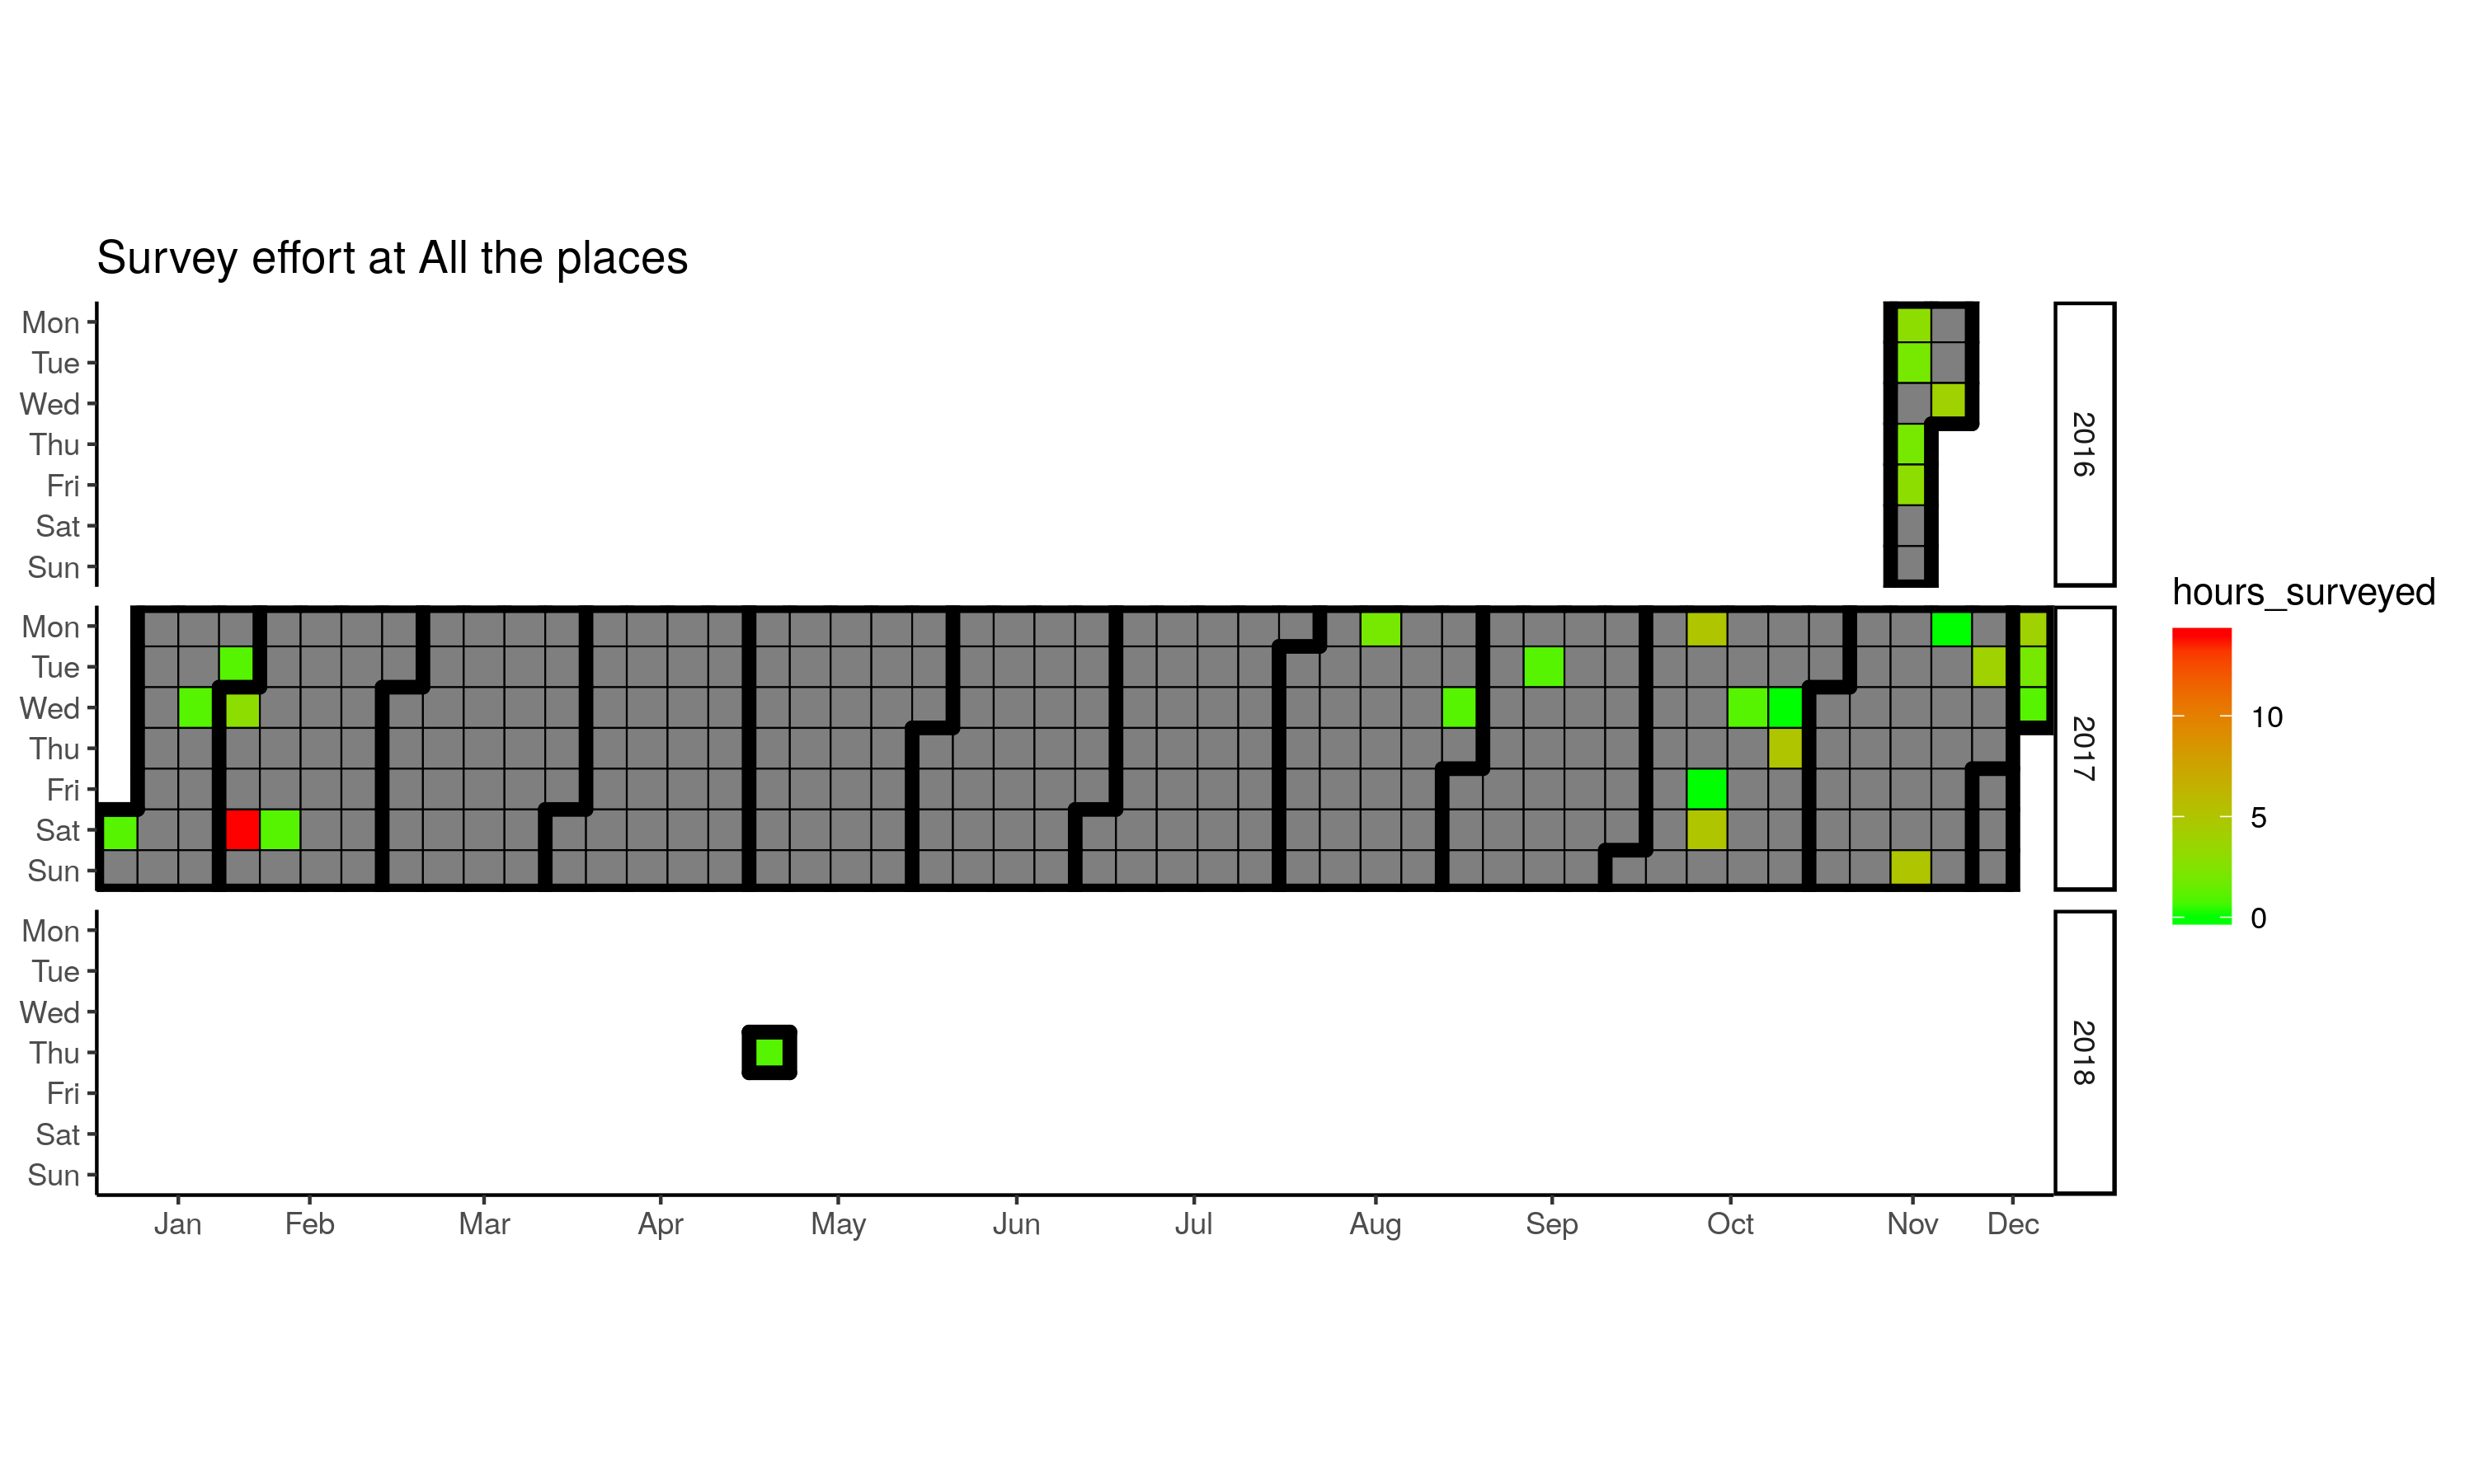 Survey effort at All the places
Mon
Tue
Wed
Thu
Fri
Sat
Sun
2016
Mon
Tue
Wed
Thu
Fri
Sat
Sun
2017
Mon
Tue
Wed
Thu
Fri
Sat
Sun
2018
Jan Feb Mar Apr May Jun Jul Aug Sep Oct Nov Dec
hours_surveyed
10
5
0